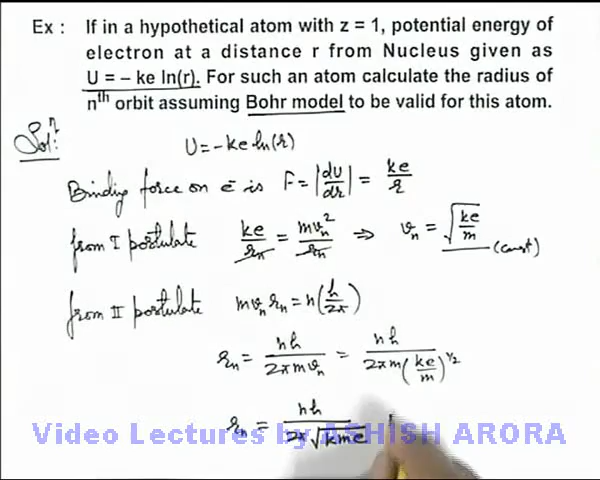 Ex : If in a hypothetical atom with z = 1, potential energy of
electron at a distance r from Nucleus given as
U = – ke ln(r). For such an atom calculate the radius of
nth orbit assuming Bohr model to be valid for this atom.
Solⁿ:
U = -ke ln(r)
Binding force on e⁻ is F = |dU/dr| = ke/r
from I postulate ke/rₙ = mvₙ²/rₙ ⇒ vₙ = √(ke/m) (const)
from II postulate mvₙrₙ = n(h/2π)
rₙ = nh/2πmvₙ = nh/2πm(ke/m)^1/2
rₙ = nh/2π√kme
Video Lectures by ASHISH ARORA